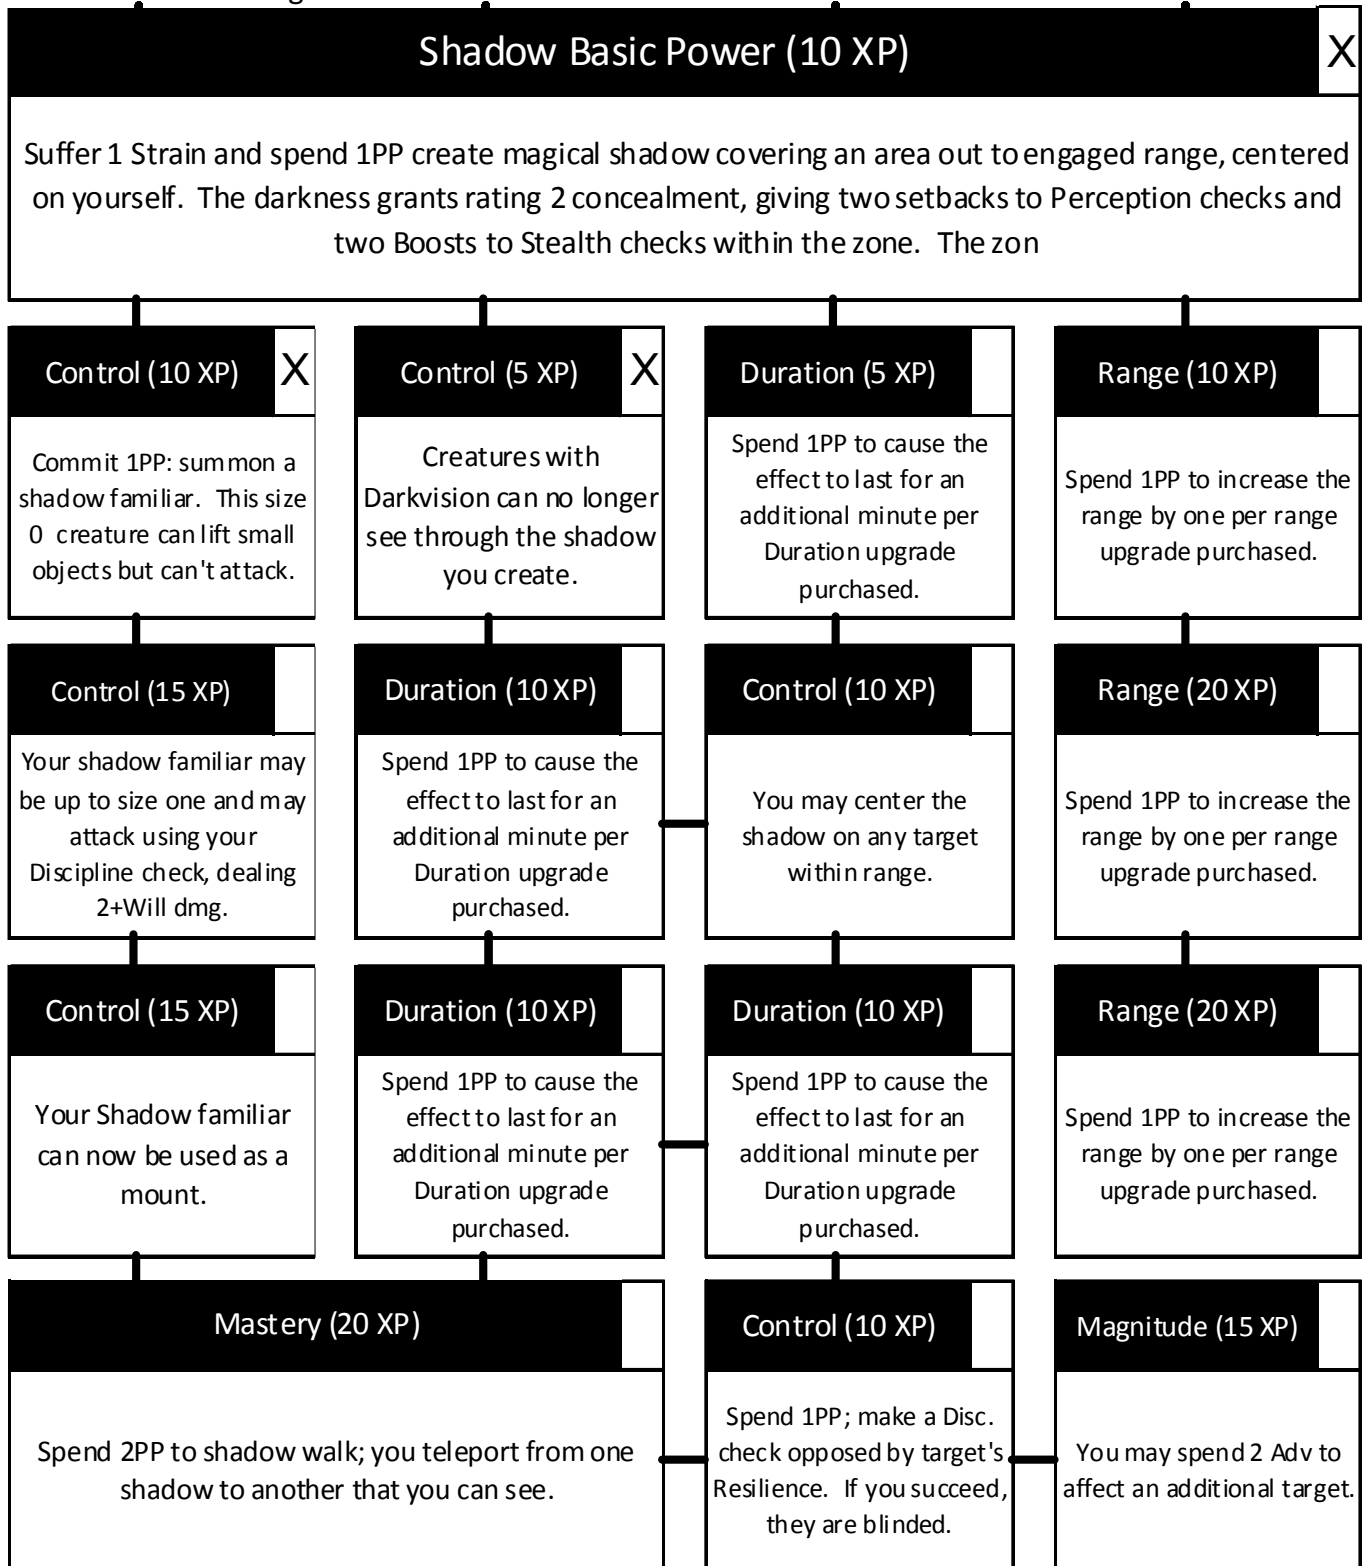 Shadow Basic Power (10 XP)
X
Suffer 1 Strain and spend 1PP create magical shadow covering an area out to engaged range, centered
on yourself. The darkness grants rating 2 concealment, giving two setbacks to Perception checks and
two Boosts to Stealth checks within the zone. The zon
Control (10 XP)
X
Commit 1PP: summon a
shadow familiar. This size
0 creature can lift small
objects but can't attack.
Control (5 XP)
X
Creatures with
Darkvision can no longer
see through the shadow
you create.
Duration (5 XP)
Spend 1PP to cause the
effect to last for an
additional minute per
Duration upgrade
purchased.
Range (10 XP)
Spend 1PP to increase the
range by one per range
upgrade purchased.
Control (15 XP)
Your shadow familiar may
be up to size one and may
attack using your
Discipline check, dealing
2+Will dmg.
Duration (10 XP)
Spend 1PP to cause the
effect to last for an
additional minute per
Duration upgrade
purchased.
Control (10 XP)
You may center the
shadow on any target
within range.
Range (20 XP)
Spend 1PP to increase the
range by one per range
upgrade purchased.
Control (15 XP)
Your Shadow familiar
can now be used as a
mount.
Duration (10 XP)
Spend 1PP to cause the
effect to last for an
additional minute per
Duration upgrade
purchased.
Duration (10 XP)
Spend 1PP to cause the
effect to last for an
additional minute per
Duration upgrade
purchased.
Range (20 XP)
Spend 1PP to increase the
range by one per range
upgrade purchased.
Mastery (20 XP)
Spend 2PP to shadow walk; you teleport from one
shadow to another that you can see.
Control (10 XP)
Spend 1PP; make a Disc.
check opposed by target's
Resilience. If you succeed,
they are blinded.
Magnitude (15 XP)
You may spend 2 Adv to
affect an additional target.